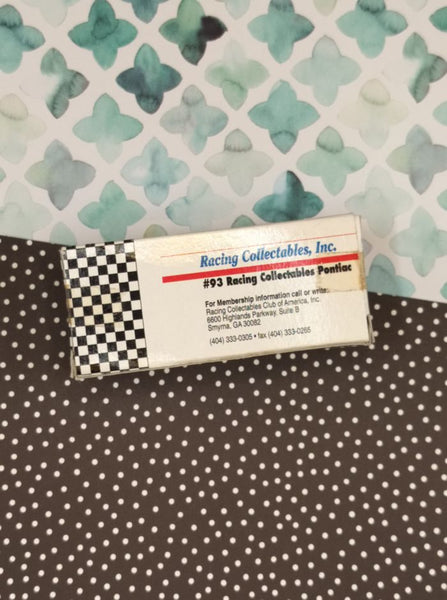 Racing Collectables, Inc.
#93 Racing Collectables Pontiac
For Membership information call or write:
Racing Collectables Club of America, Inc.
6600 Highlands Parkway, Suite B
Smyrna, GA 30082
(404) 333-0305 • fax (404) 333-0265